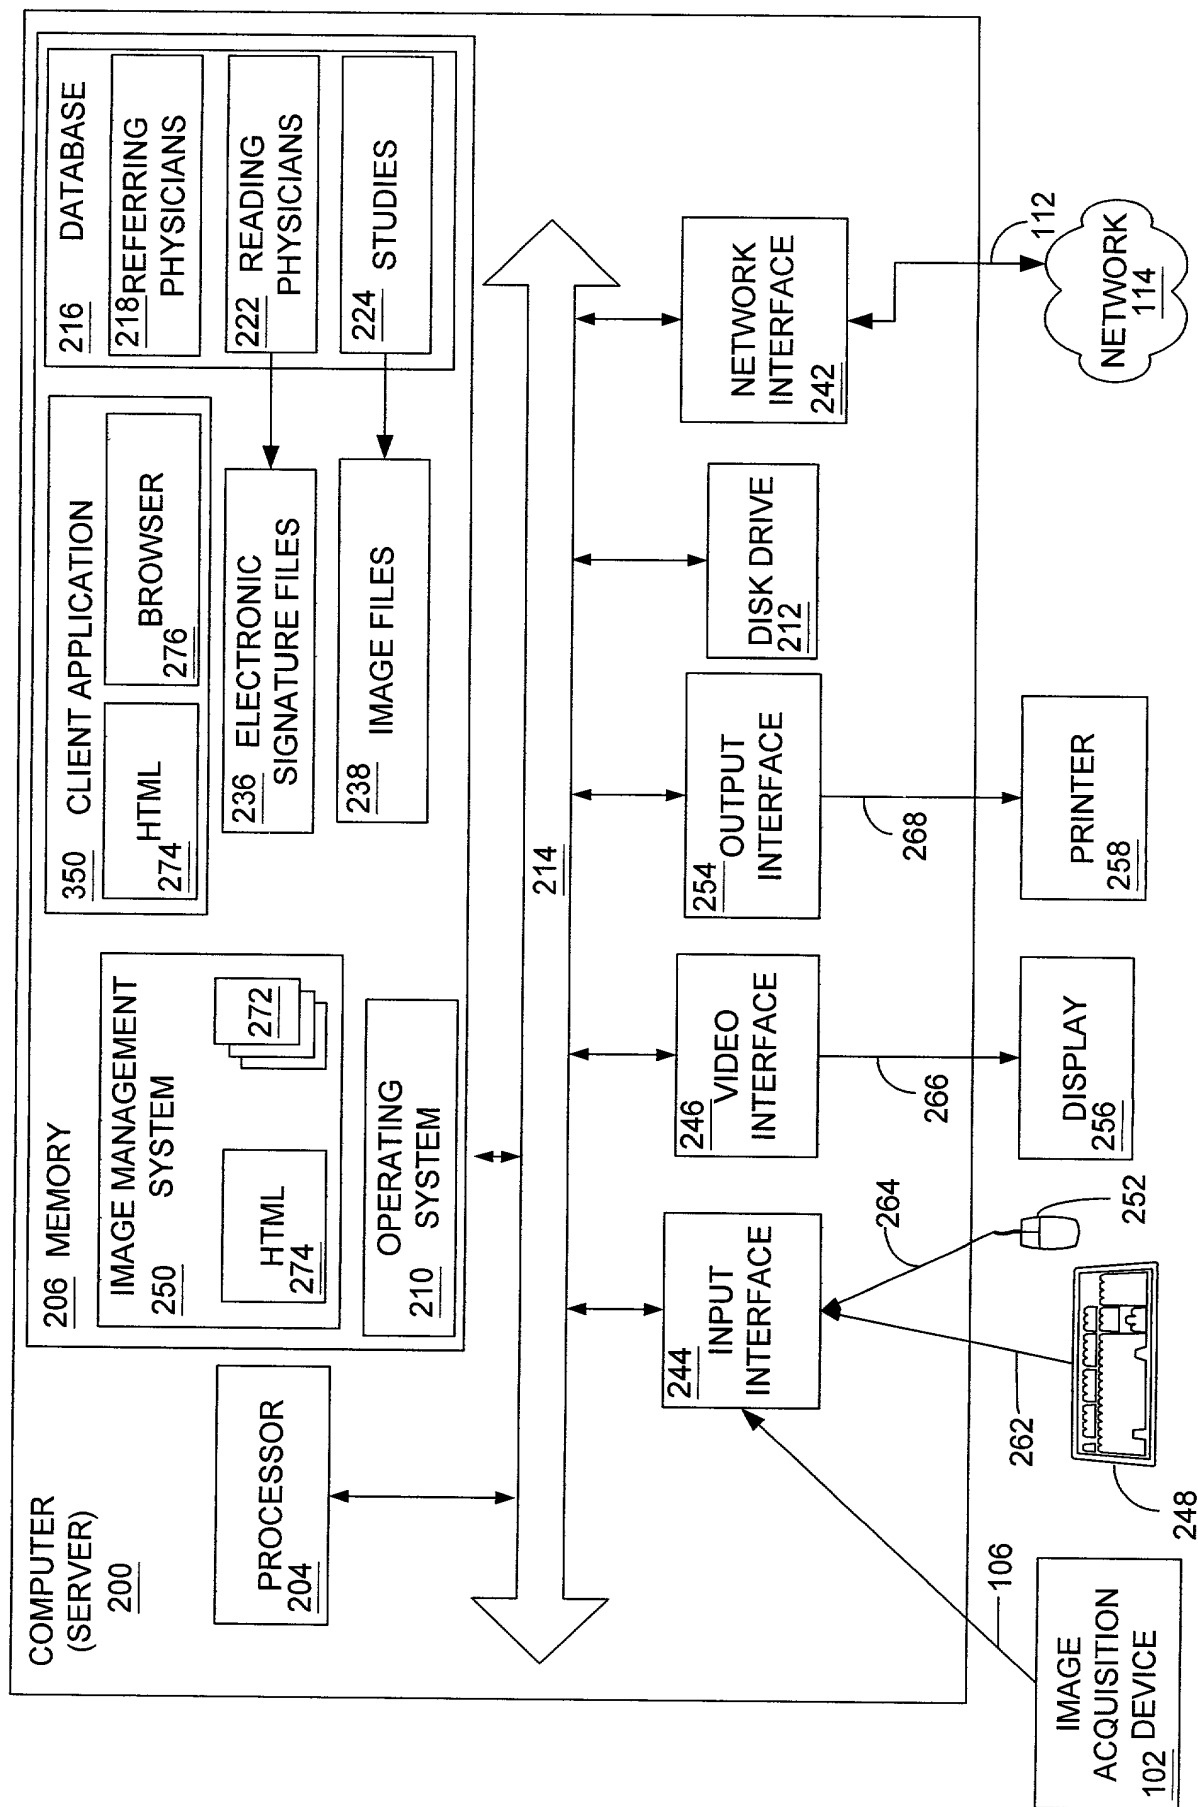 COMPUTER
(SERVER)
200
PROCESSOR
204
206 MEMORY
IMAGE MANAGEMENT
250 SYSTEM
HTML
274
272
OPERATING
210 SYSTEM
350 CLIENT APPLICATION
HTML
274
BROWSER
276
236 ELECTRONIC
SIGNATURE FILES
238 IMAGE FILES
216 DATABASE
218 REFERRING
PHYSICIANS
222 READING
PHYSICIANS
224 STUDIES
214
244 INPUT
INTERFACE
246 VIDEO
INTERFACE
254 OUTPUT
INTERFACE
DISK DRIVE
212
NETWORK
INTERFACE
242
106
262
264
266
268
112
IMAGE
ACQUISITION
102 DEVICE
248
252
DISPLAY
256
PRINTER
258
NETWORK
114